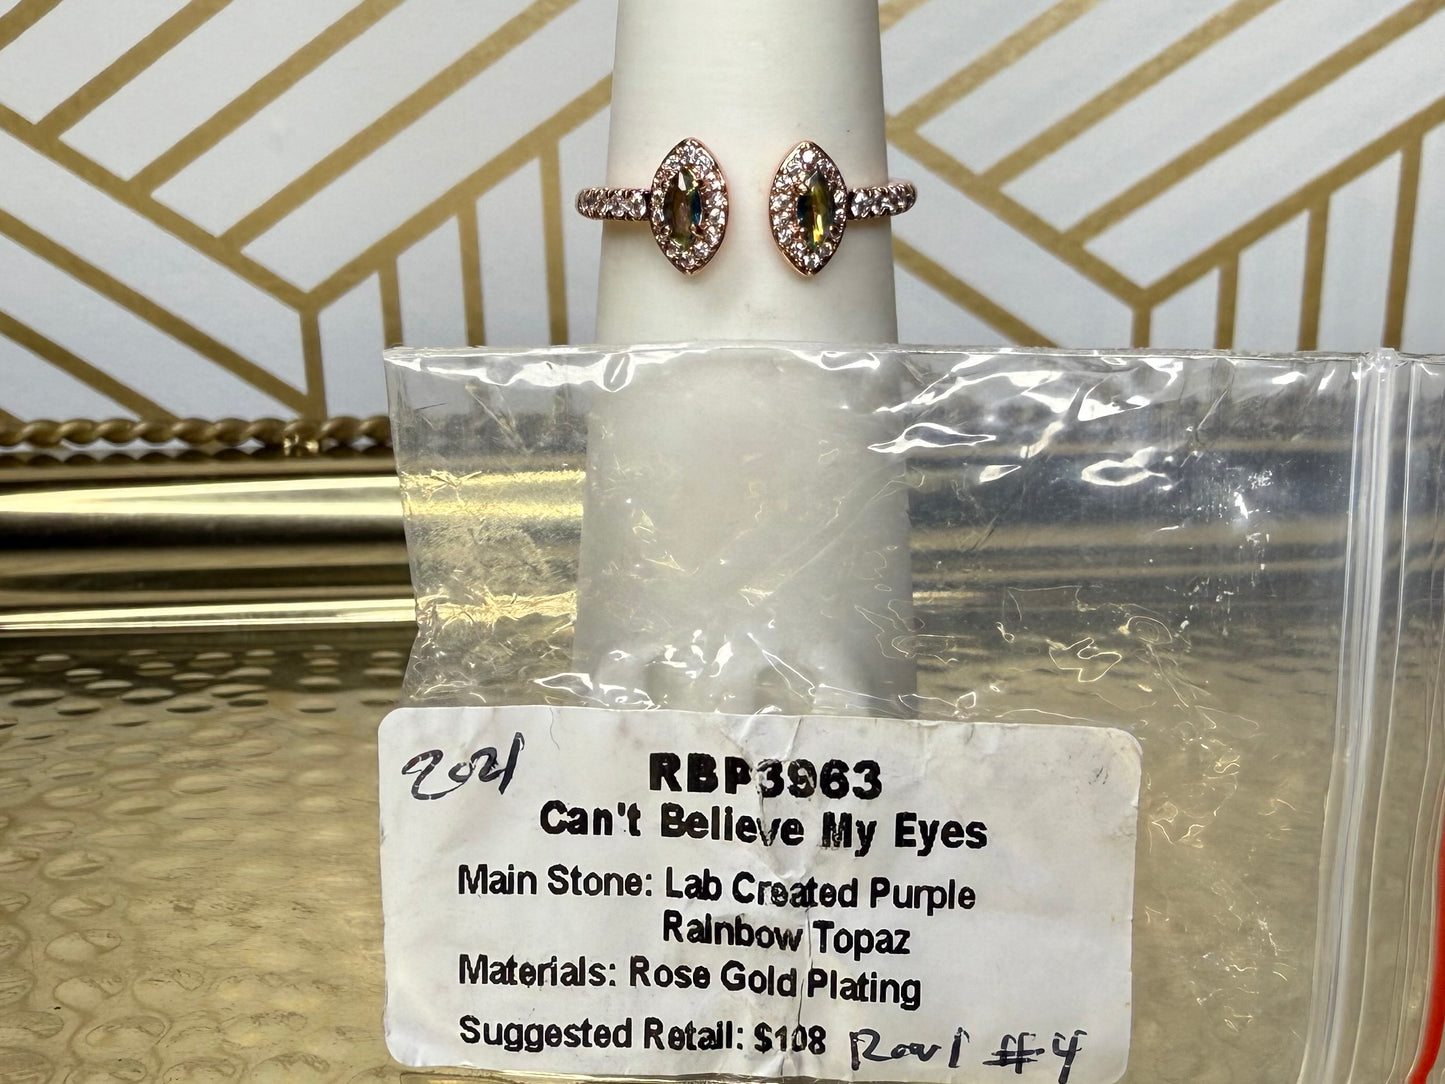 2021
RBP3963
Can't Believe My Eyes
Main Stone: Lab Created Purple
Rainbow Topaz
Materials: Rose Gold Plating
Suggested Retail: $108 #4